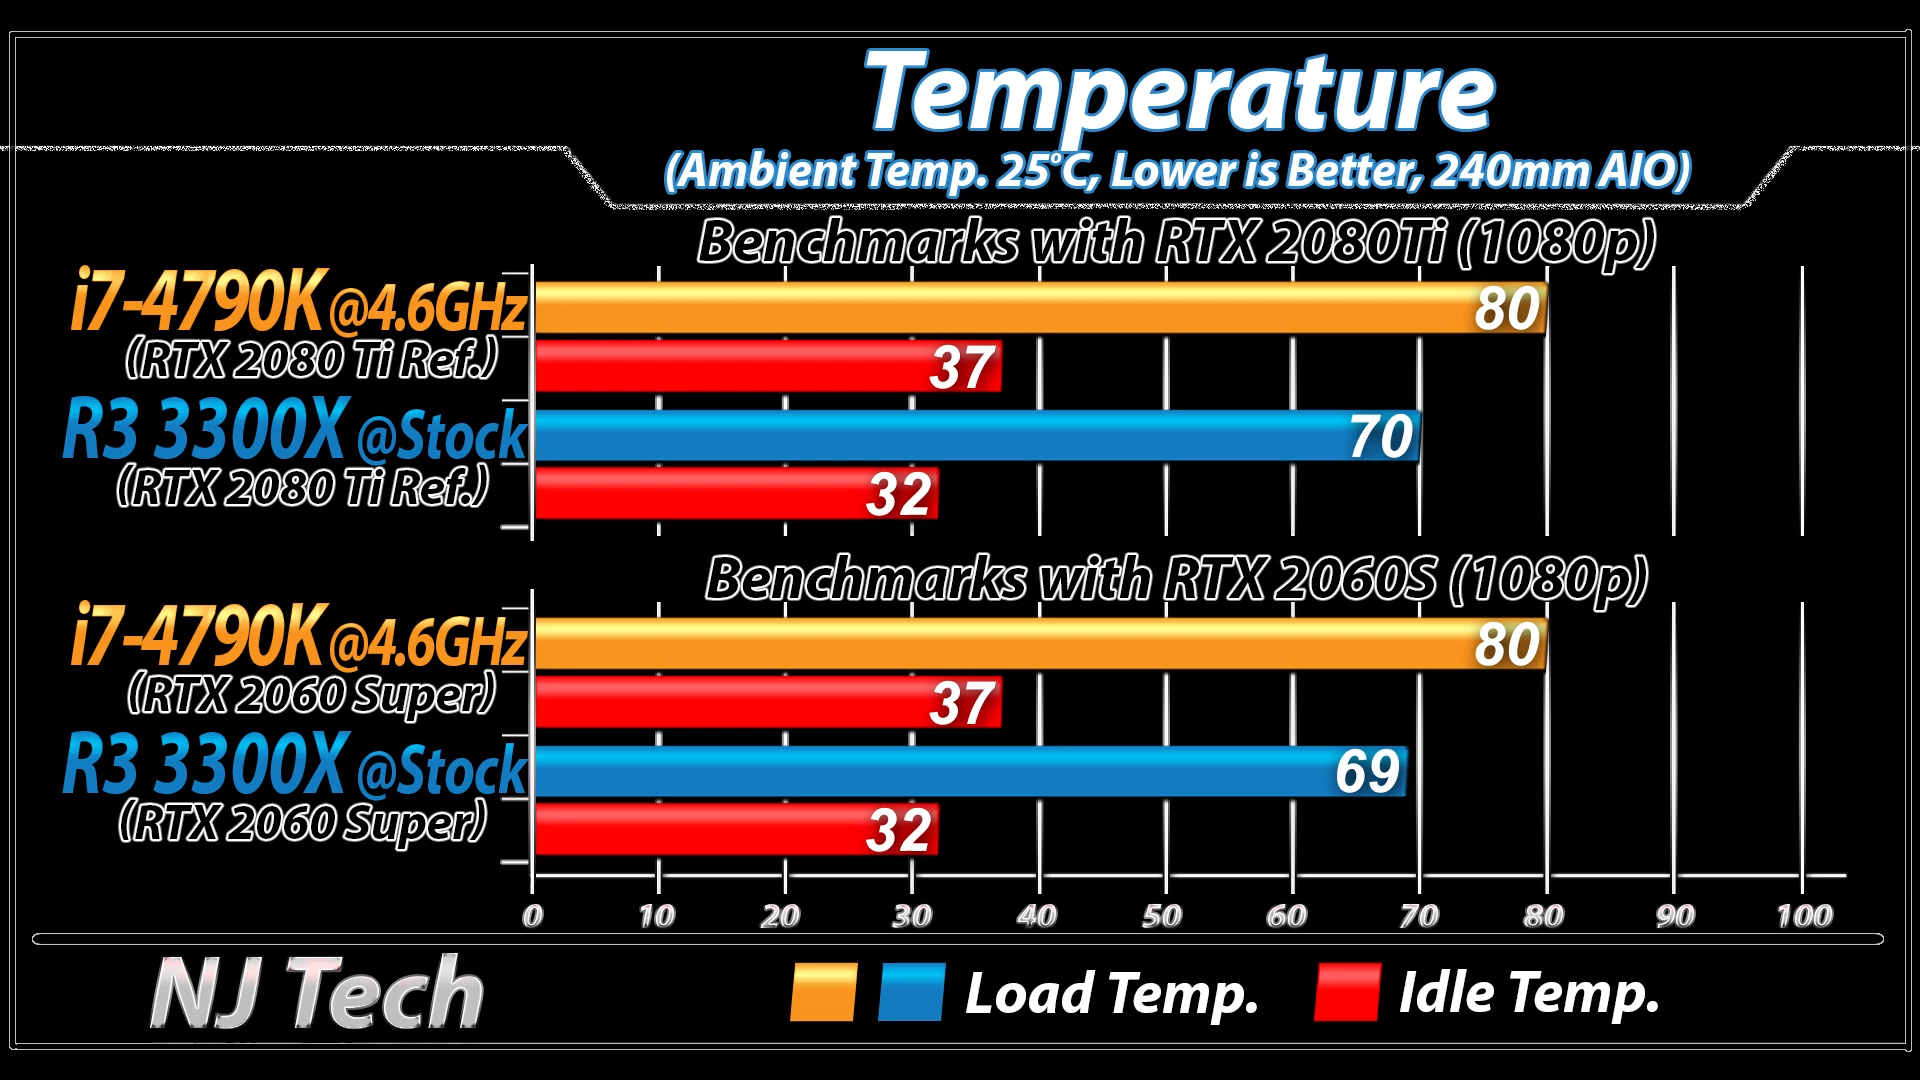 Temperature
(Ambient Temp. 25°C, Lower is Better, 240mm AIO)
Benchmarks with RTX 2080Ti (1080p)
i7-4790K @4.6GHz
80
(RTX 2080 Ti Ref.)
37
R3 3300X @Stock
70
(RTX 2080 Ti Ref.)
32
Benchmarks with RTX 2060S (1080p)
i7-4790K @4.6GHz
80
(RTX 2060 Super)
37
R3 3300X @Stock
69
(RTX 2060 Super)
32
0 10 20 30 40 50 60 70 80 90 100
NJ Tech
Load Temp.
Idle Temp.